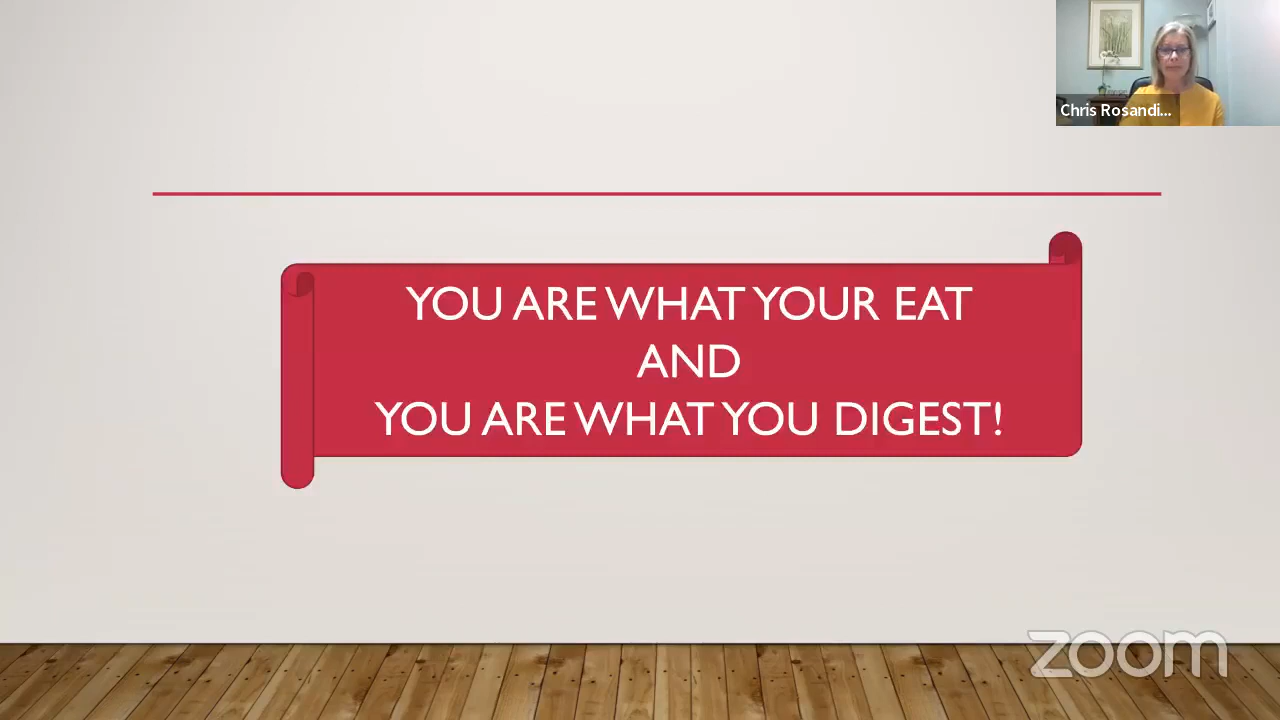 Chris Rosandi...
YOU ARE WHAT YOUR EAT
AND
YOU ARE WHAT YOU DIGEST!
zoom